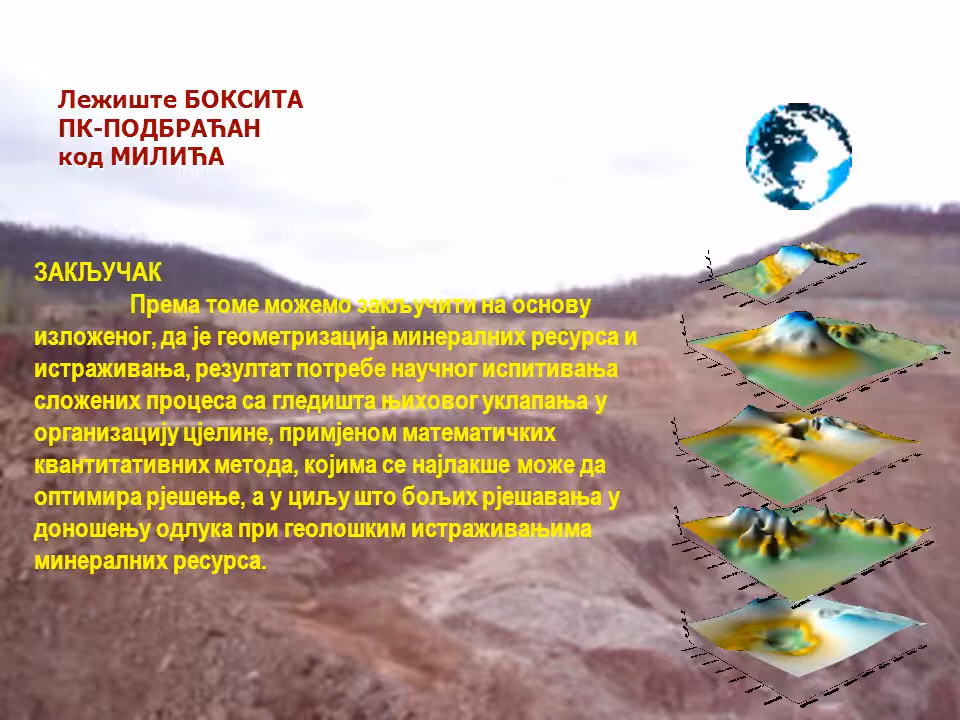 Лежиште БОКСИТА
ПК-ПОДБРАЋАН
код МИЛИЋА
ЗАКЉУЧАК
Према томе можемо закључити на основу
изложеног, да је геометризација минералних ресурса и
истраживања, резултат потребе научног испитивања
сложених процеса са гледишта њиховог уклапања у
организацију цјелине, примјеном математичких
квантитативних метода, којима се најлакше може да
оптимира рјешење, а у циљу што бољих рјешавања у
доношењу одлука при геолошким истраживањима
минералних ресурса.